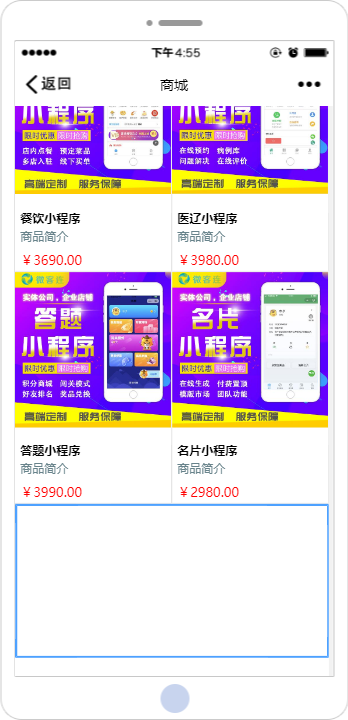 下午 4:55
返回
商城
小程序
限时优惠 限时抢购
店内点餐 预定菜品
多店入驻 线下买单
高端定制 服务保障
餐饮小程序
商品简介
￥3690.00
小程序
限时优惠 限时抢购
在线预约 病例库
问题解决 在线评价
高端定制 服务保障
医辽小程序
商品简介
￥3980.00
微客选
实体公司，企业店铺
答题
小程序
限时优惠 限时抢购
积分商城 闯关模式
好友排名 奖品兑换
高端定制 服务保障
答题小程序
商品简介
￥3990.00
微客选
实体公司，企业店铺
名片
小程序
限时优惠 限时抢购
在线生成 付费置顶
模版市场 团队功能
高端定制 服务保障
名片小程序
商品简介
￥2980.00